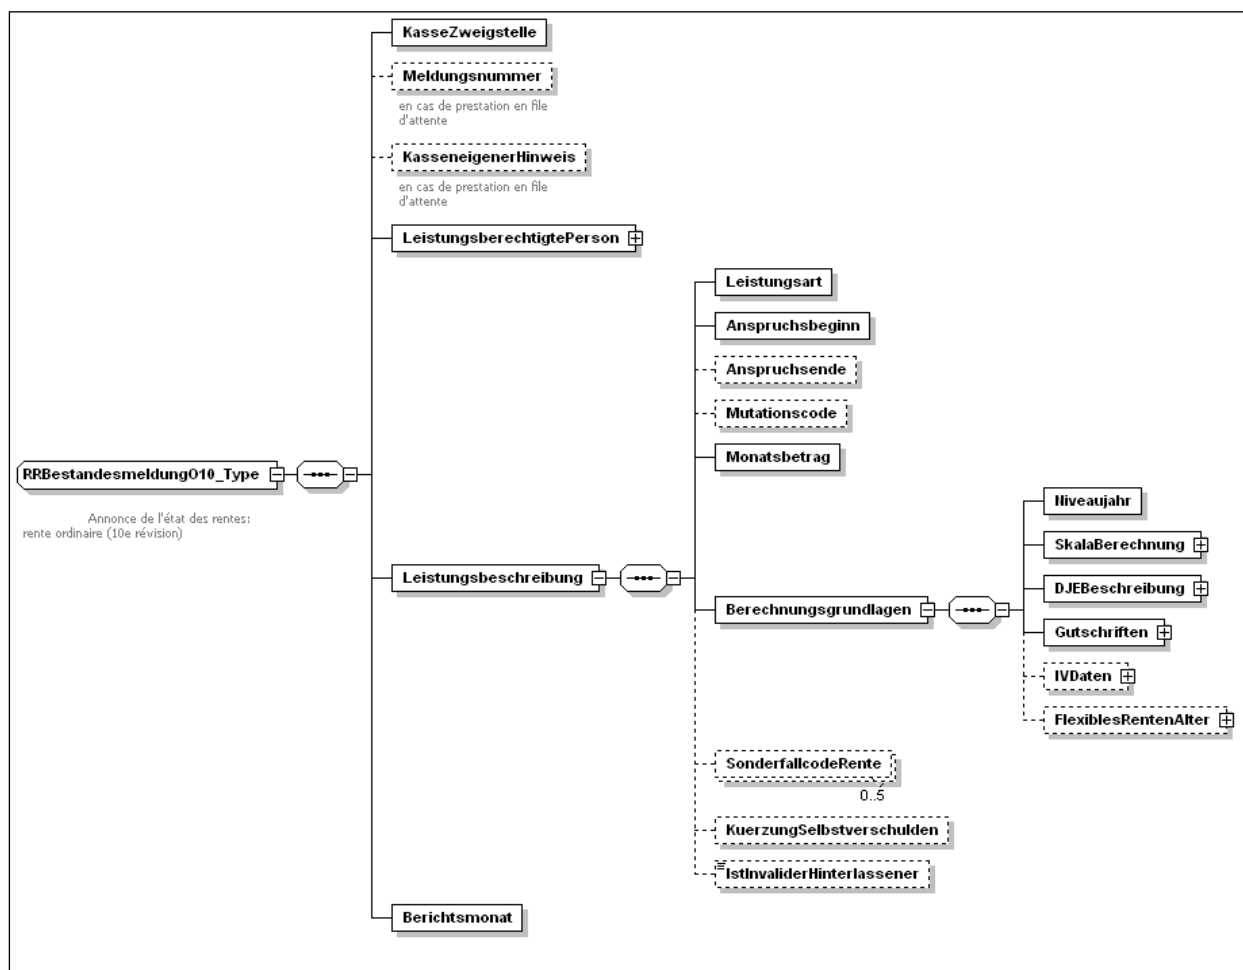 KasseZweigstelle
Meldungsnummer
en cas de prestation en file
d'attente
KasseneigenerHinweis
en cas de prestation en file
d'attente
LeistungsberechtigtePerson
Leistungsart
Anspruchsbeginn
Anspruchsende
Mutationscode
Monatsbetrag
RRBestandesmeldungO10_Type
Annonce de l'état des rentes:
rente ordinaire (10e révision)
Leistungsbeschreibung
Niveaujahr
SkalaBerechnung
DJEBeschreibung
Berechnungsgrundlagen
Gutschriften
IVDaten
FlexiblesRentenAlter
SonderfallcodeRente
0..5
KuerzungSelbstverschulden
IstInvaliderHinterlassener
Berichtsmonat